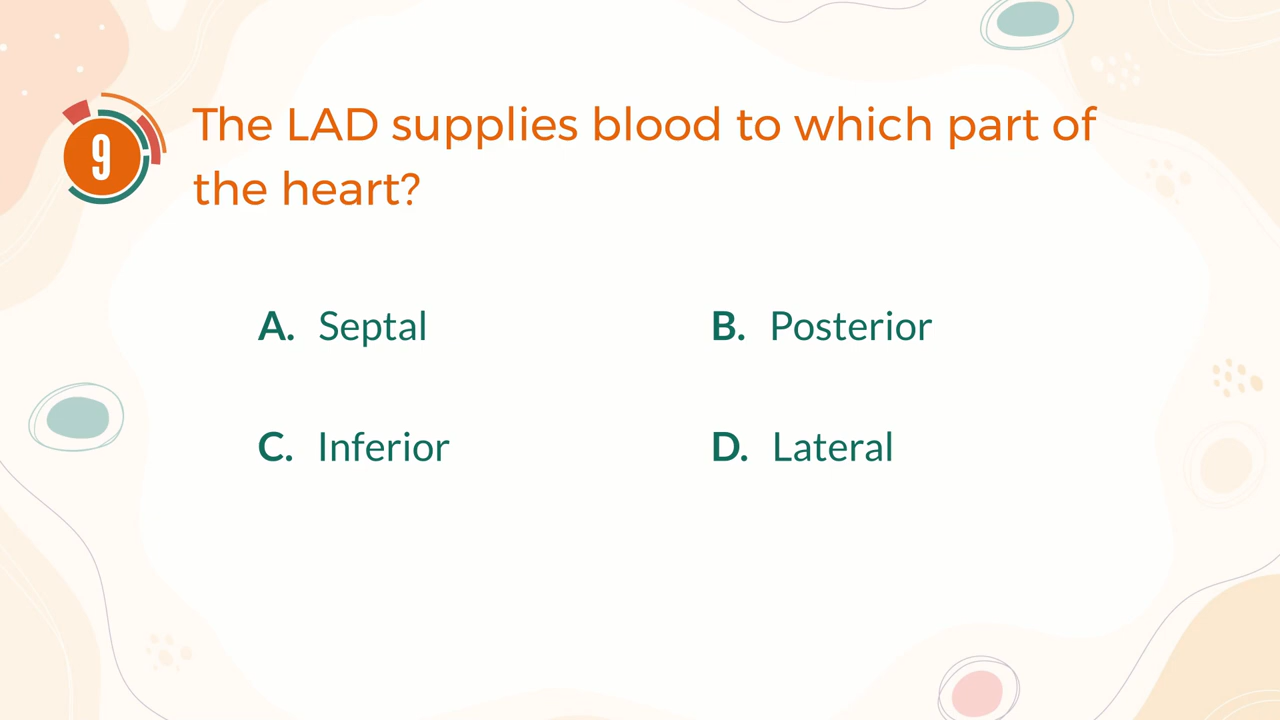 9
The LAD supplies blood to which part of
the heart?
A. Septal
B. Posterior
C. Inferior
D. Lateral